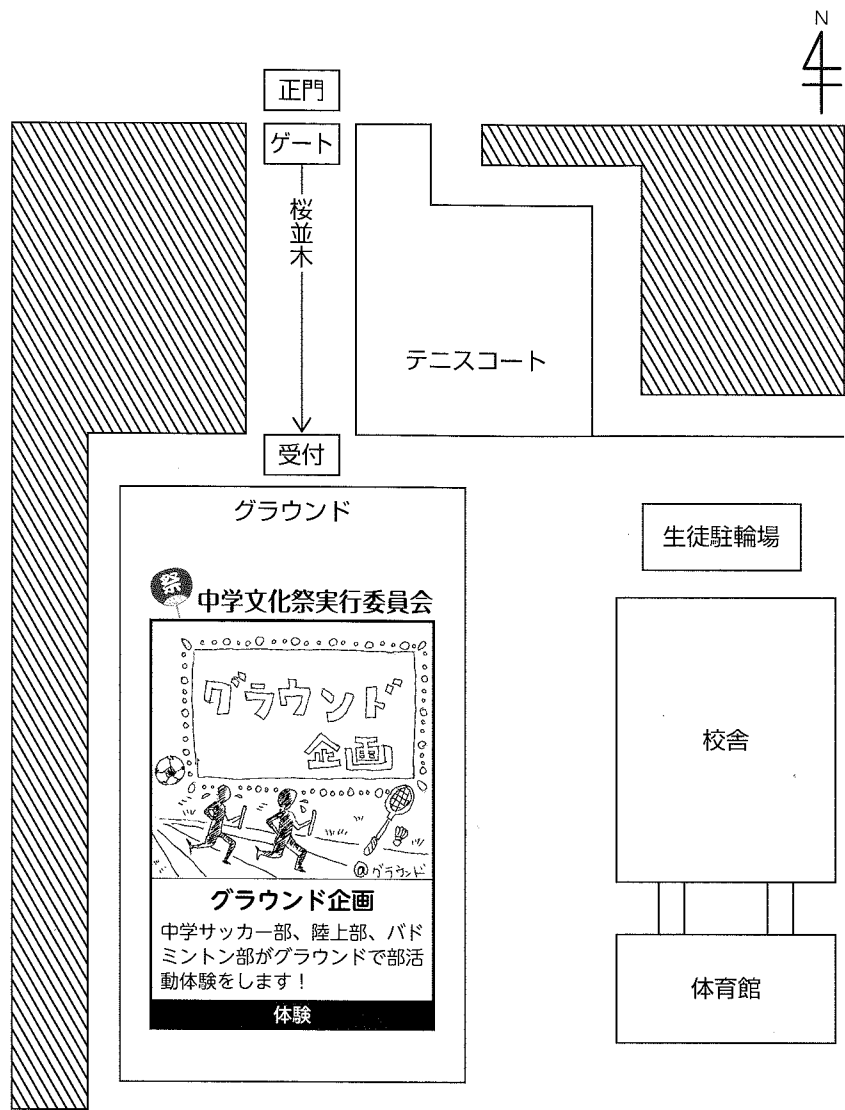 N
正門
ゲート
桜並木
テニスコート
受付
グラウンド
生徒駐輪場
祭
中学文化祭実行委員会
グラウンド
企画
@グラウンド
グラウンド企画
中学サッカー部、陸上部、バド
ミントン部がグラウンドで部活
動体験をします!
体験
校舎
体育館